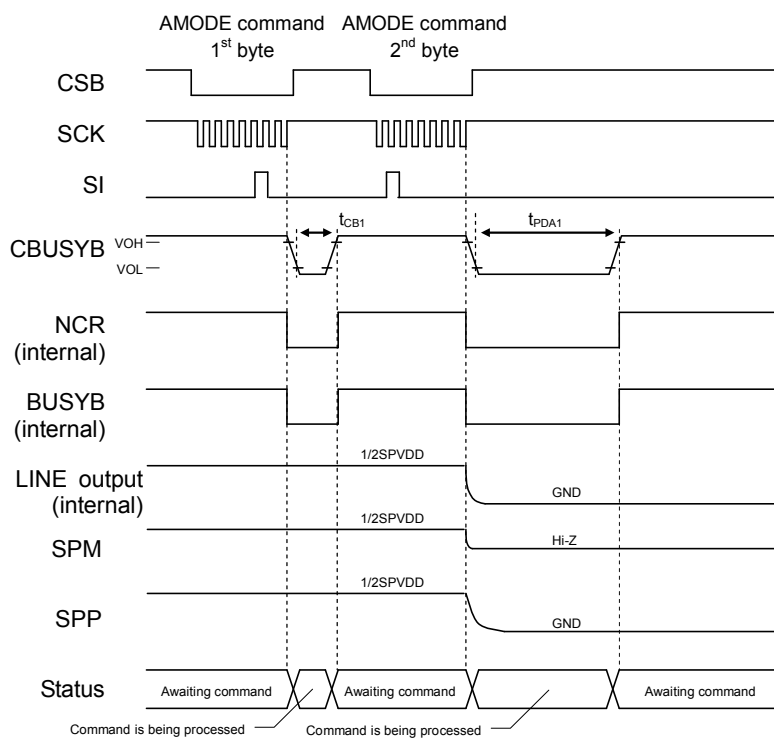 AMODE command 1st byte
AMODE command 2nd byte
CSB
SCK
SI
CBUSYB
VOH
VOL
tCB1
tPDA1
NCR
(internal)
BUSYB
(internal)
LINE output
(internal)
1/2SPVDD
GND
SPM
1/2SPVDD
Hi-Z
SPP
1/2SPVDD
GND
Status
Awaiting command
Awaiting command
Awaiting command
Command is being processed
Command is being processed